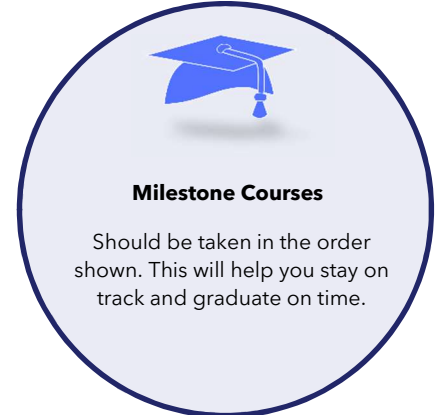 Milestone Courses
Should be taken in the order
shown. This will help you stay on
track and graduate on time.